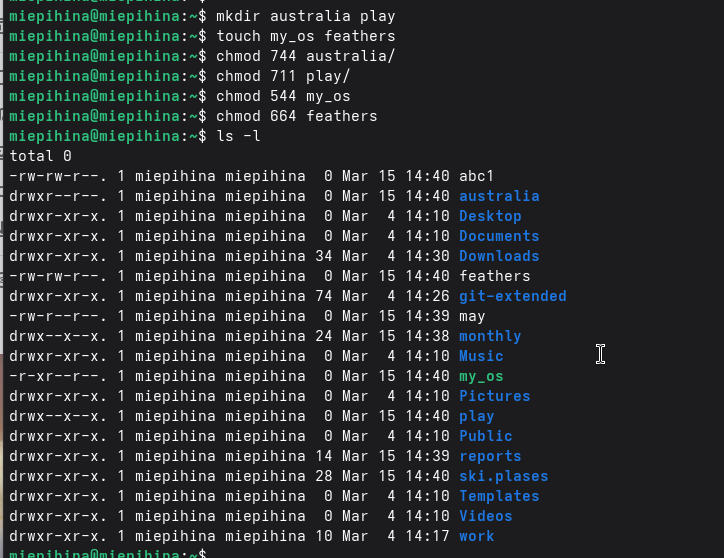 miepihina@miepihina:~$ mkdir australia play
miepihina@miepihina:~$ touch my_os feathers
miepihina@miepihina:~$ chmod 744 australia/
miepihina@miepihina:~$ chmod 711 play/
miepihina@miepihina:~$ chmod 544 my_os
miepihina@miepihina:~$ chmod 664 feathers
miepihina@miepihina:~$ ls -l
total 0
-rw-rw-r--. 1 miepihina miepihina  0 Mar 15 14:40 abc1
drwxr--r--. 1 miepihina miepihina  0 Mar 15 14:40 australia
drwxr-xr-x. 1 miepihina miepihina  0 Mar  4 14:10 Desktop
drwxr-xr-x. 1 miepihina miepihina  0 Mar  4 14:10 Documents
drwxr-xr-x. 1 miepihina miepihina 34 Mar  4 14:30 Downloads
-rw-rw-r--. 1 miepihina miepihina  0 Mar 15 14:40 feathers
drwxr-xr-x. 1 miepihina miepihina 74 Mar  4 14:26 git-extended
-rw-r--r--. 1 miepihina miepihina  0 Mar 15 14:39 may
drwx--x--x. 1 miepihina miepihina 24 Mar 15 14:38 monthly
drwxr-xr-x. 1 miepihina miepihina  0 Mar  4 14:10 Music
-r-xr--r--. 1 miepihina miepihina  0 Mar 15 14:40 my_os
drwxr-xr-x. 1 miepihina miepihina  0 Mar  4 14:10 Pictures
drwx--x--x. 1 miepihina miepihina  0 Mar 15 14:40 play
drwxr-xr-x. 1 miepihina miepihina  0 Mar  4 14:10 Public
drwxr-xr-x. 1 miepihina miepihina 14 Mar 15 14:39 reports
drwxr-xr-x. 1 miepihina miepihina 28 Mar 15 14:40 ski.plases
drwxr-xr-x. 1 miepihina miepihina  0 Mar  4 14:10 Templates
drwxr-xr-x. 1 miepihina miepihina  0 Mar  4 14:10 Videos
drwxr-xr-x. 1 miepihina miepihina 10 Mar  4 14:17 work
miepihina@miepihina:~$